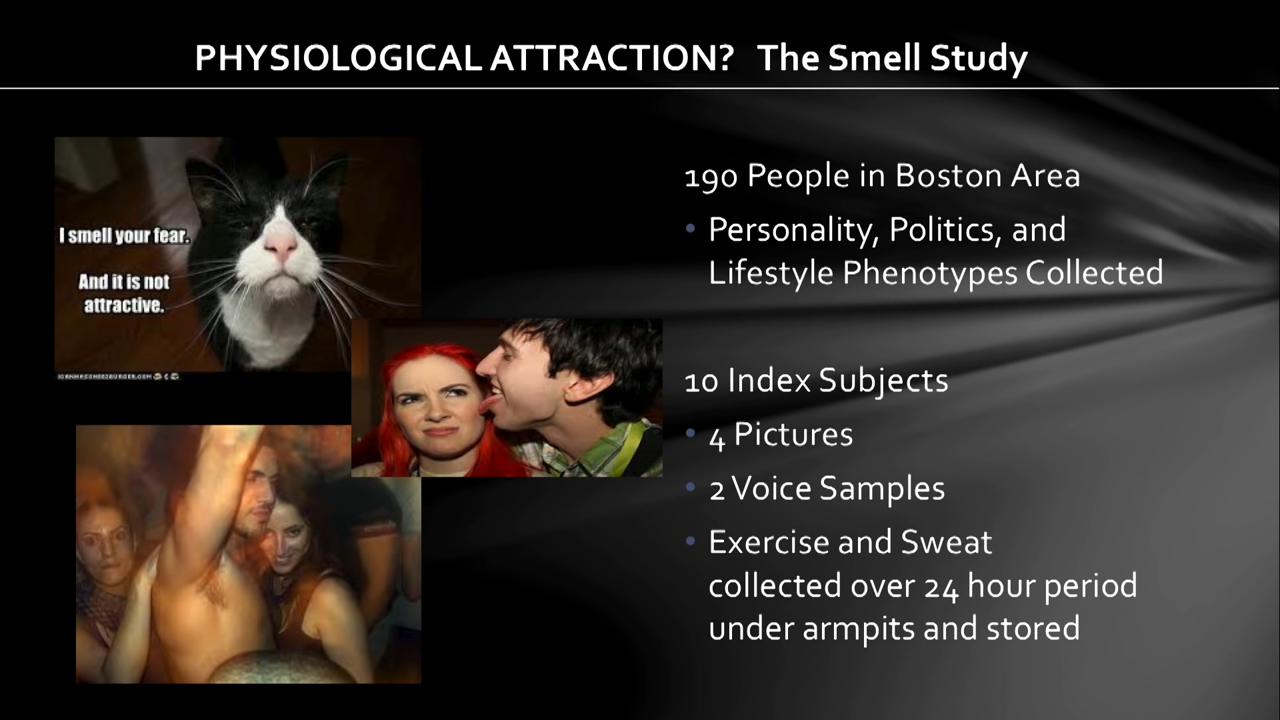 PHYSIOLOGICAL ATTRACTION? The Smell Study
I smell your fear.
And it is not
attractive.
ICANHASCHEEZBURGER.COM
190 People in Boston Area
• Personality, Politics, and
Lifestyle Phenotypes Collected
10 Index Subjects
• 4 Pictures
• 2 Voice Samples
• Exercise and Sweat
collected over 24 hour period
under armpits and stored